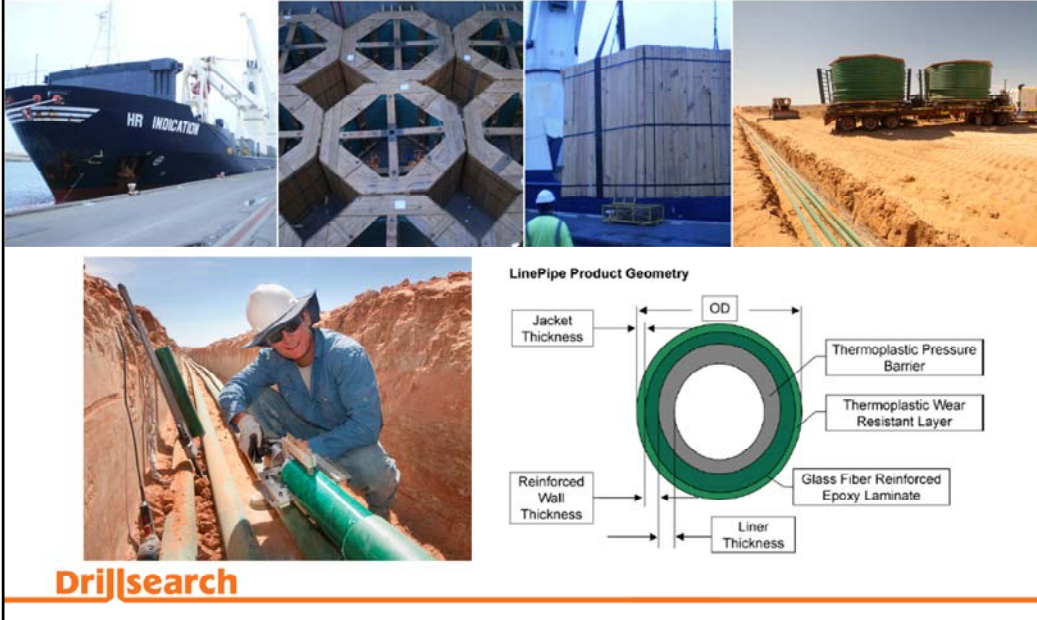 HR INDICATION
LinePipe Product Geometry
OD
Jacket
Thickness
Thermoplastic Pressure
Barrier
Thermoplastic Wear
Resistant Layer
Reinforced
Wall
Thickness
Glass Fiber Reinforced
Epoxy Laminate
Liner
Thickness
Drillsearch